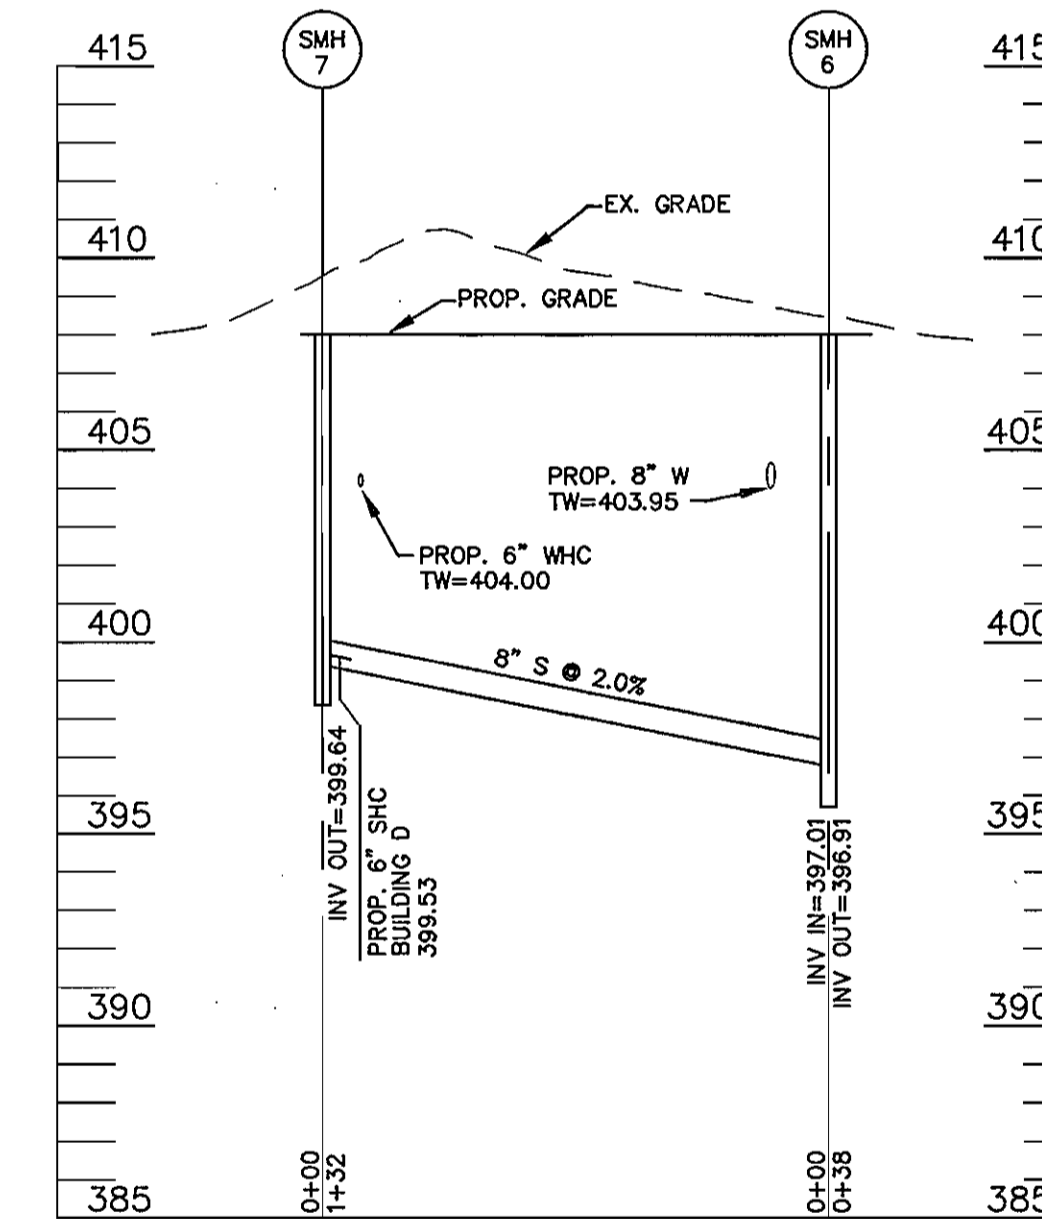 SMH
7
SMH
6
415
415
EX. GRADE
410
410
PROP. GRADE
405
405
PROP. 8" W
TW=403.95
PROP. 6" WHC
TW=404.00
400
400
8" S @ 2.0%
INV OUT=399.64
PROP. 6" SHC
BUILDING D
399.53
395
395
INV IN=397.01
INV OUT=396.91
390
390
0+00
1+32
0+00
0+38
385
385